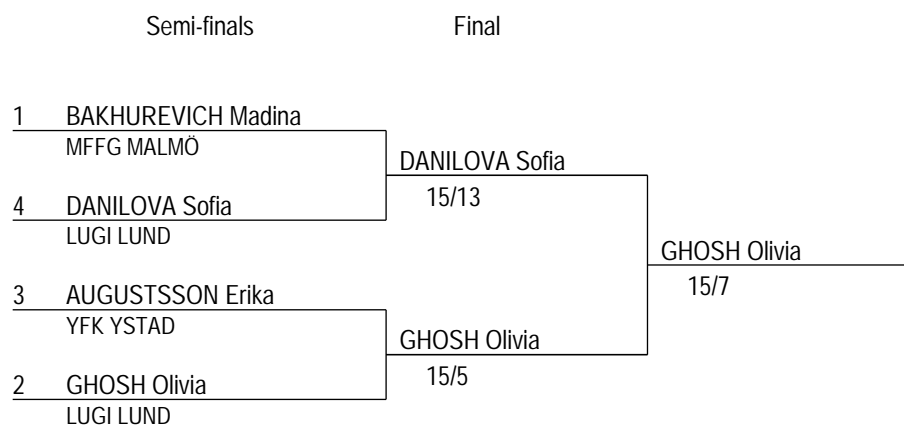 Semi-finals Final
1 BAKHUREVICH Madina
MFFG MALMÖ
DANILOVA Sofia
15/13
4 DANILOVA Sofia
LUGI LUND
GHOSH Olivia
15/7
3 AUGUSTSSON Erika
YFK YSTAD
GHOSH Olivia
15/5
2 GHOSH Olivia
LUGI LUND